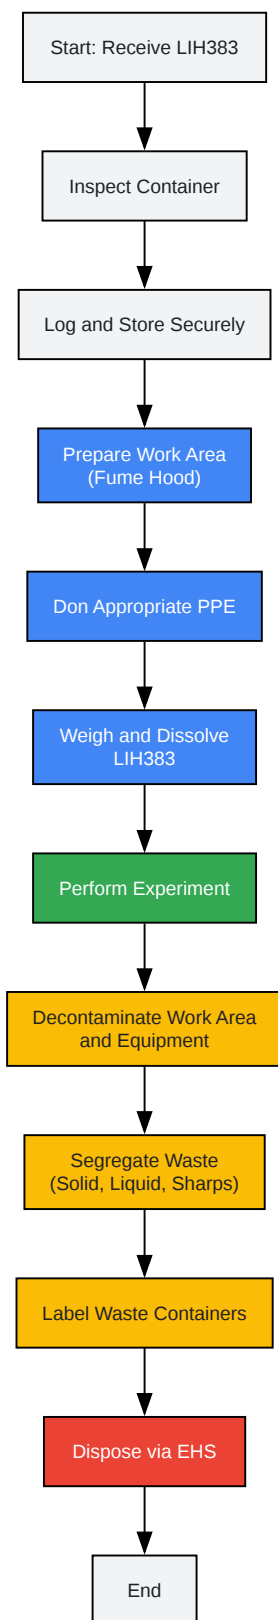 Start: Receive LIH383
Inspect Container
Log and Store Securely
Prepare Work Area
(Fume Hood)
Don Appropriate PPE
Weigh and Dissolve
LIH383
Perform Experiment
Decontaminate Work Area
and Equipment
Segregate Waste
(Solid, Liquid, Sharps)
Label Waste Containers
Dispose via EHS
End